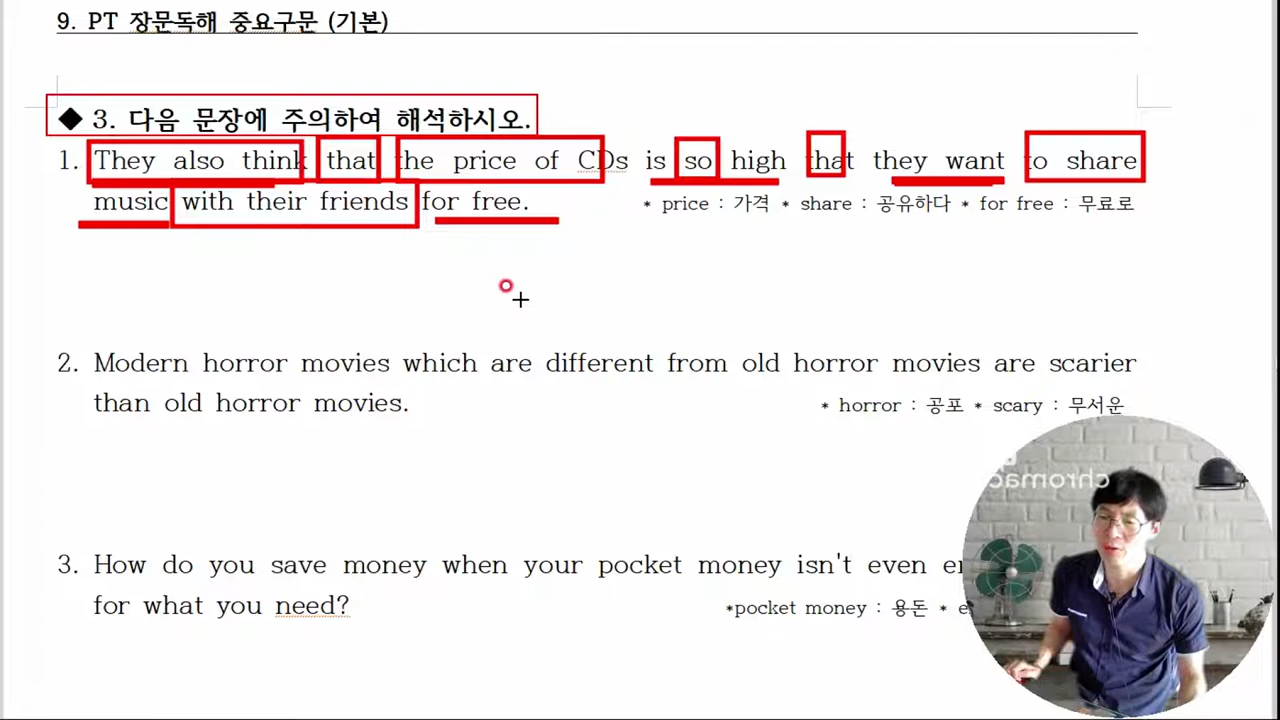 9. PT 장문독해 중요구문 (기본)
◆ 3. 다음 문장에 주의하여 해석하시오.
1. They also think that the price of CDs is so high that they want to share
music with their friends for free.
* price : 가격 * share : 공유하다 * for free : 무료로
2. Modern horror movies which are different from old horror movies are scarier
than old horror movies.
* horror : 공포 * scary : 무서운
chromac
3. How do you save money when your pocket money isn't even
for what you need?
*pocket money : 용돈 *